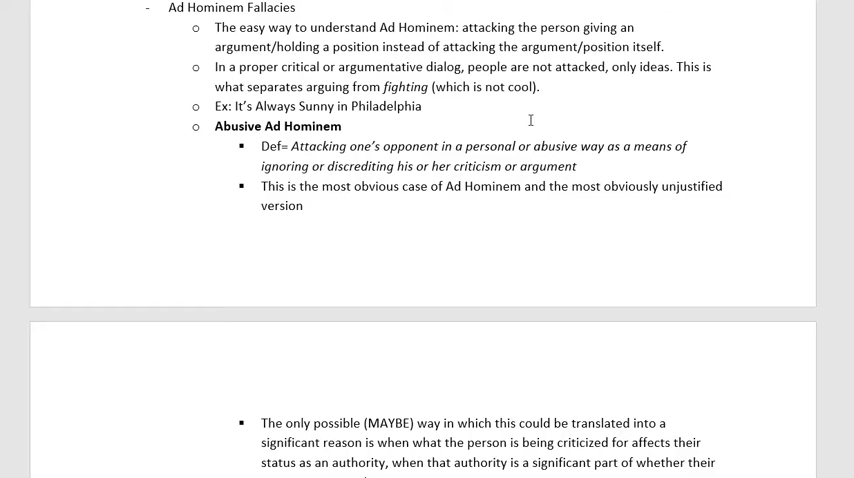 - Ad Hominem Fallacies
o The easy way to understand Ad Hominem: attacking the person giving an
argument/holding a position instead of attacking the argument/position itself.
o In a proper critical or argumentative dialog, people are not attacked, only ideas. This is
what separates arguing from fighting (which is not cool).
o Ex: It's Always Sunny in Philadelphia
o Abusive Ad Hominem
▪ Def= Attacking one's opponent in a personal or abusive way as a means of
ignoring or discrediting his or her criticism or argument
▪ This is the most obvious case of Ad Hominem and the most obviously unjustified
version
▪ The only possible (MAYBE) way in which this could be translated into a
significant reason is when what the person is being criticized for affects their
status as an authority, when that authority is a significant part of whether their